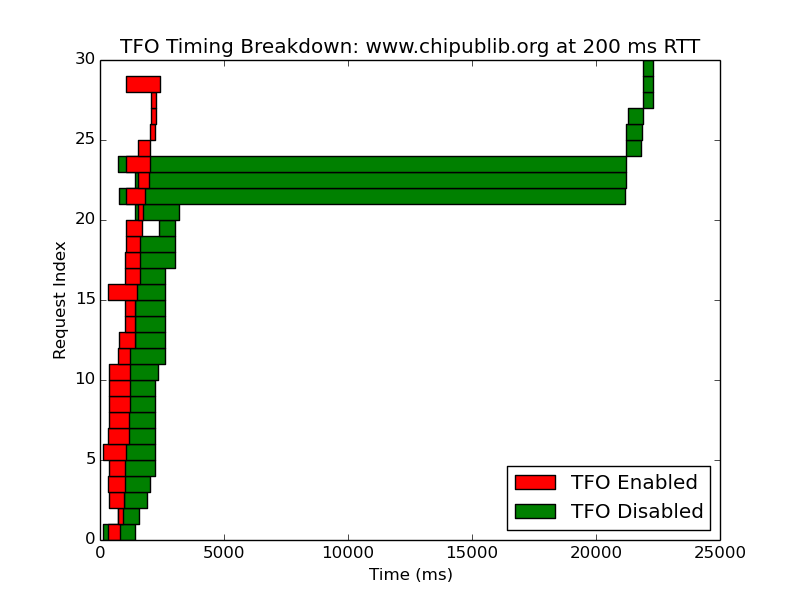 TFO Timing Breakdown: www.chipublib.org at 200 ms RTT
30
25
20
15
10
5
0
Request Index
0 5000 10000 15000 20000 25000
Time (ms)
TFO Enabled
TFO Disabled